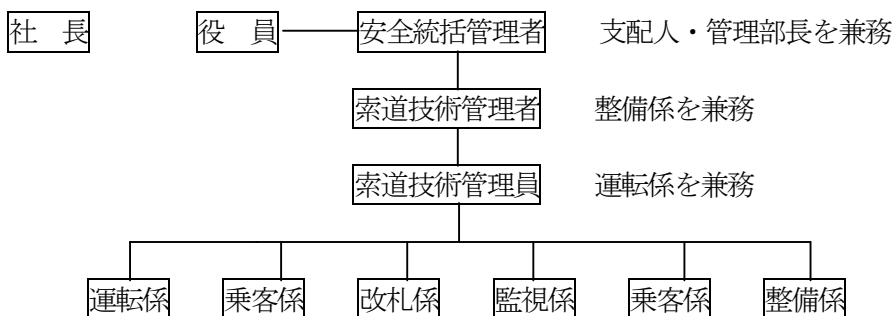 社　長　役　員　安全統括管理者　支配人・管理部長を兼務
索道技術管理者　整備係を兼務
索道技術管理員　運転係を兼務
運転係　乗客係　改札係　監視係　乗客係　整備係